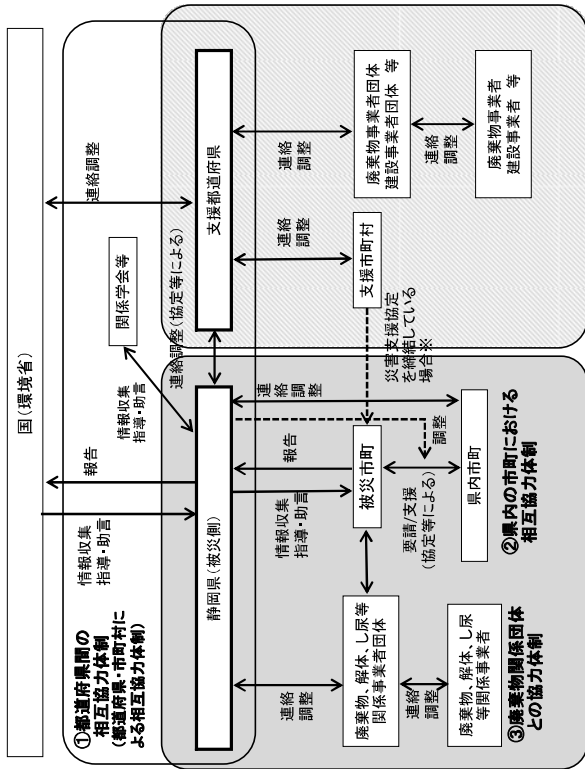 国(環境省)
情報収集
指導・助言
報告
連絡調整
①都道府県間の
相互協力体制
(都道府県・市町村に
よる相互協力体制)
情報収集
指導・助言
関係学会等
静岡県(被災側)
連絡調整(協定等による)
支援都道府県
連絡
調整
情報収集
指導・助言
報告
連絡
調整
連絡
調整
連絡
調整
廃棄物、解体、し尿等
関係事業者団体
被災市町
災害支援協定
を締結している
場合※
支援市町村
廃棄物事業者団体
建設事業者団体 等
連絡
調整
要請/支援
(協定等による)
調整
連絡
調整
廃棄物、解体、し尿
等関係事業者
県内市町
廃棄物事業者
建設事業者 等
③廃棄物関係団体
との協力体制
②県内の市町における
相互協力体制